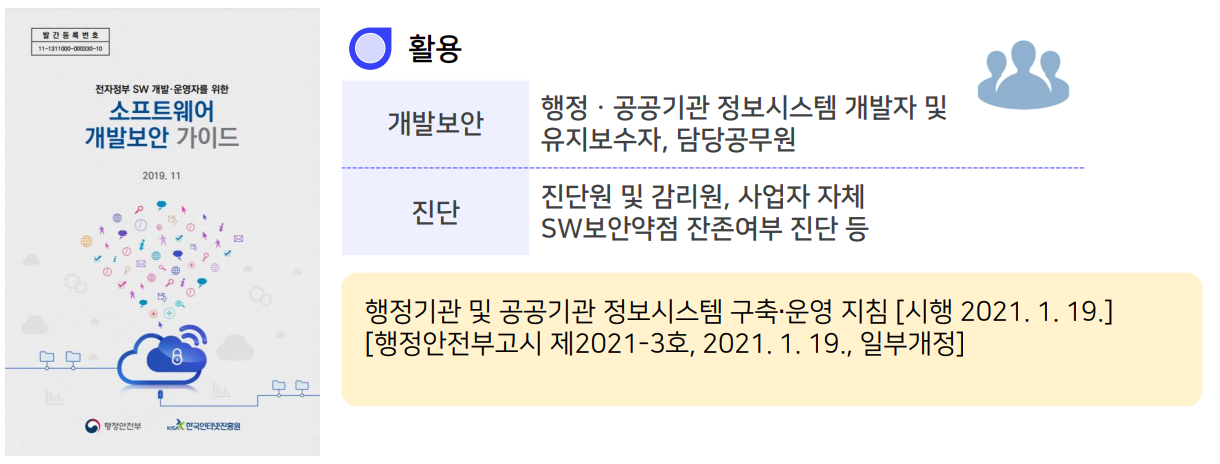 발 간 등 록 번 호
11-1311000-000330-10
전자정부 SW 개발·운영자를 위한
소프트웨어
개발보안 가이드
2019. 11
행정안전부
KISA 한국인터넷진흥원
활용
개발보안
행정 · 공공기관 정보시스템 개발자 및
유지보수자, 담당공무원
진단
진단원 및 감리원, 사업자 자체
SW보안약점 잔존여부 진단 등
행정기관 및 공공기관 정보시스템 구축·운영 지침 [시행 2021. 1. 19.]
[행정안전부고시 제2021-3호, 2021. 1. 19., 일부개정]